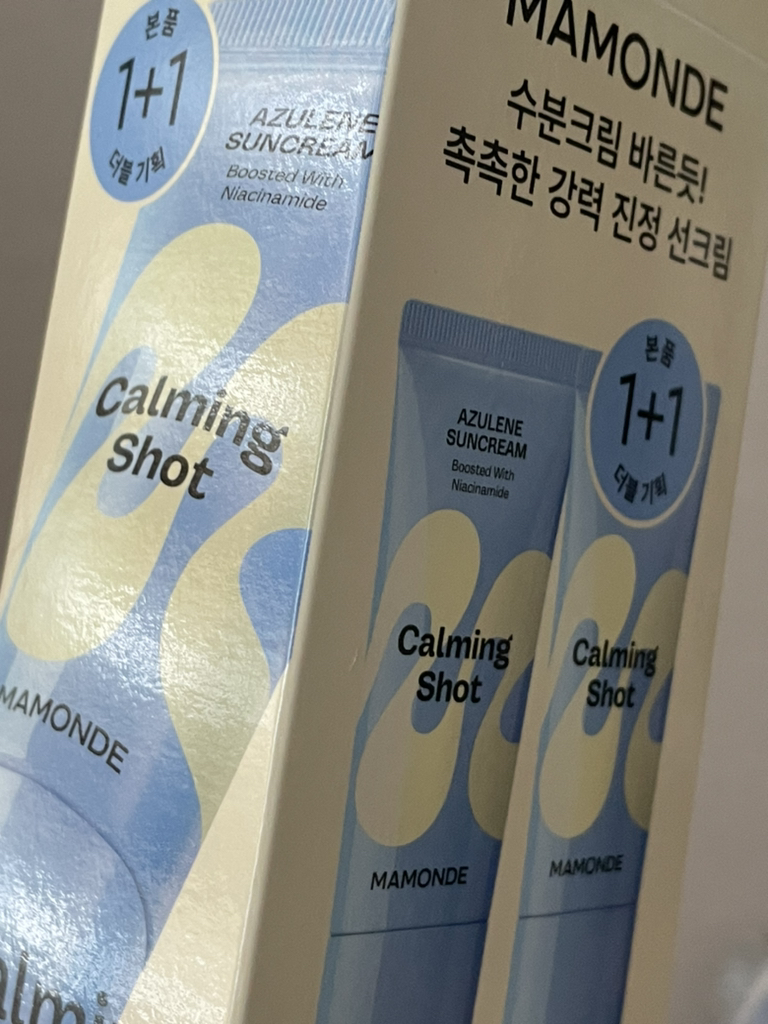 본품
1+1
더블 기획
AZULENE
SUNCREAM
Boosted With
Niacinamide
Calming
Shot
MAMONDE
MAMONDE
수분크림 바른듯!
촉촉한 강력 진정 선크림
AZULENE
SUNCREAM
Boosted With
Niacinamide
Calming
Shot
MAMONDE
본품
1+1
더블 기획
Calming
Shot
MAMONDE